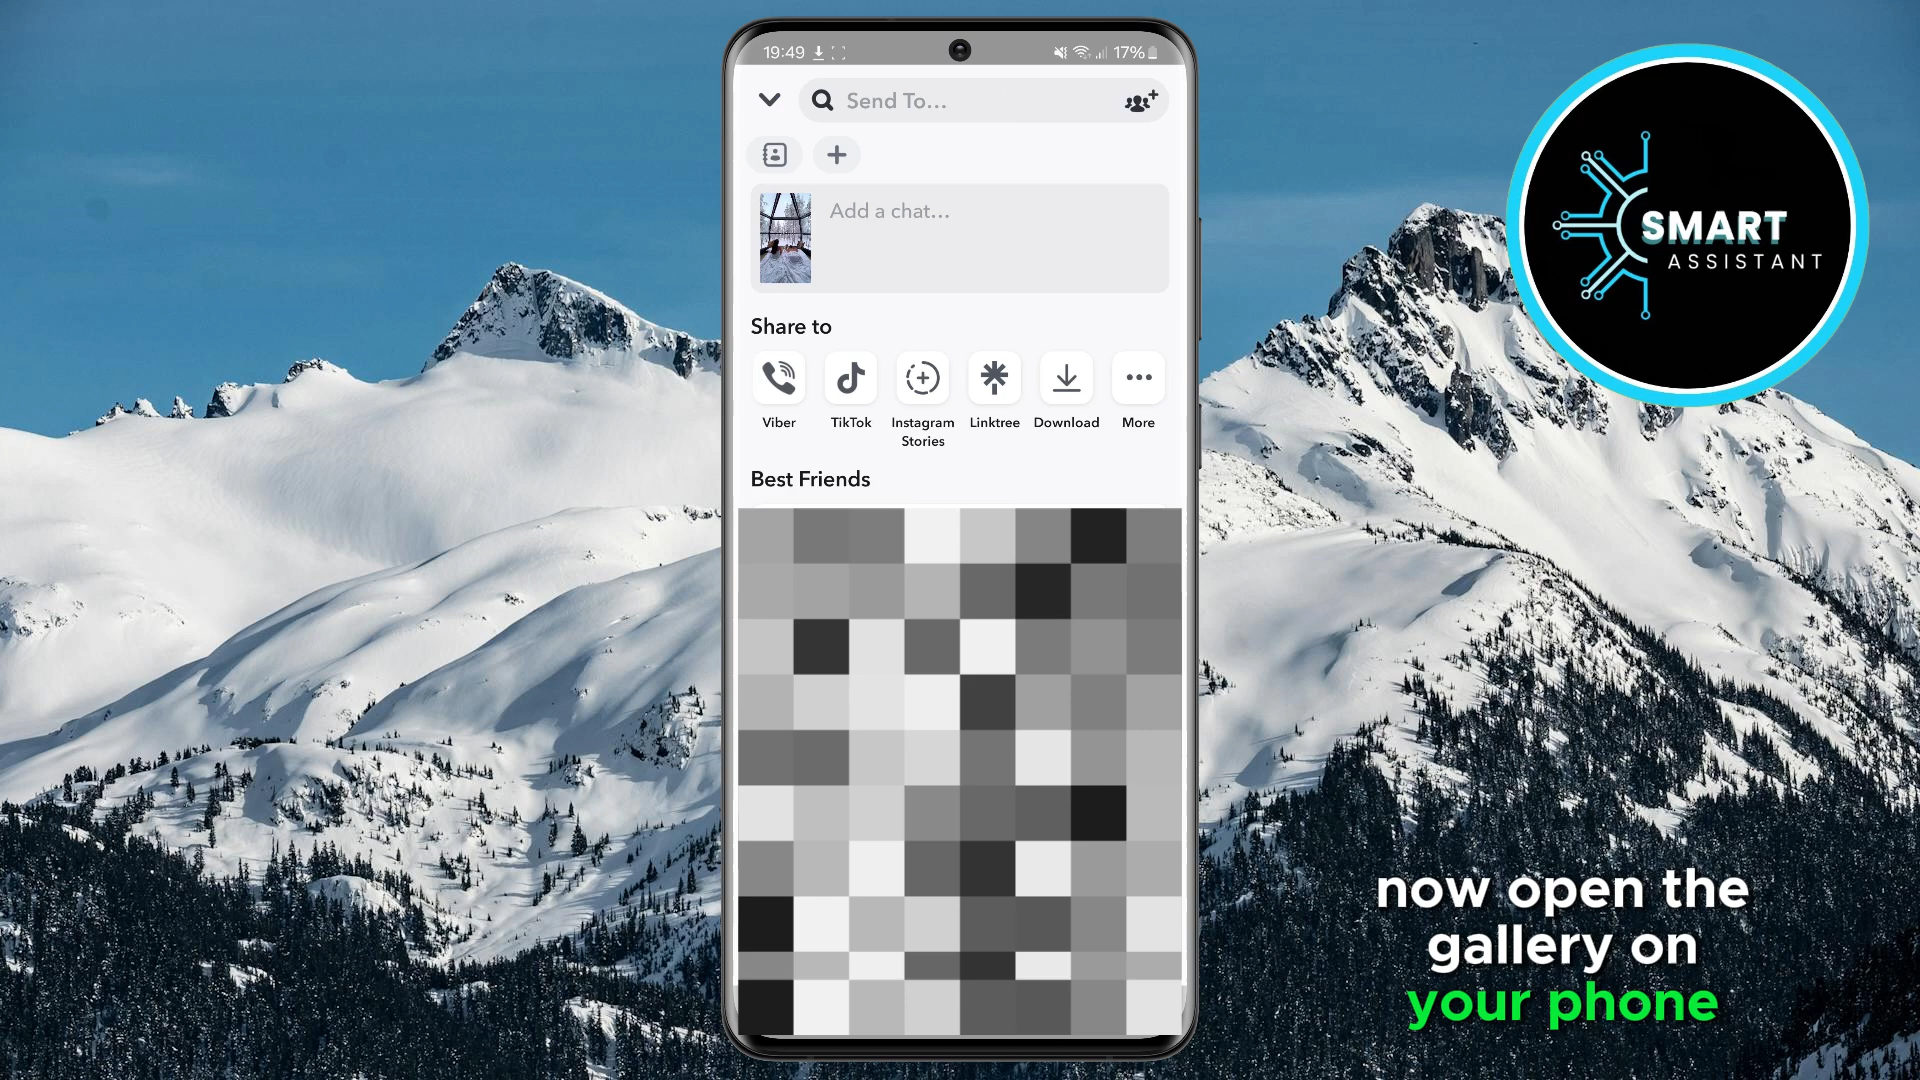 19:49
17%
Send To...
Add a chat...
Share to
Viber
TikTok
Instagram
Stories
Linktree
Download
More
Best Friends
SMART
ASSISTANT
now open the
gallery on
your phone